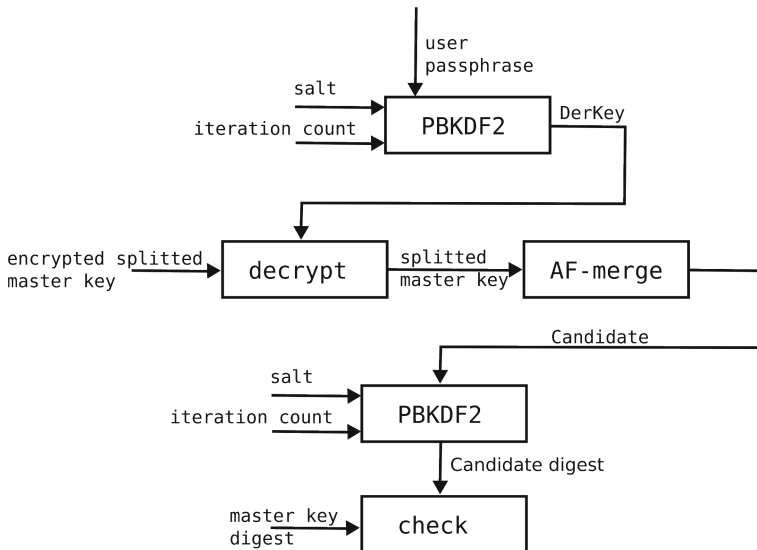 user
passphrase
salt
iteration count
PBKDF2
DerKey
encrypted splitted
master key
decrypt
splitted
master key
AF-merge
Candidate
salt
iteration count
PBKDF2
Candidate digest
master key
digest
check